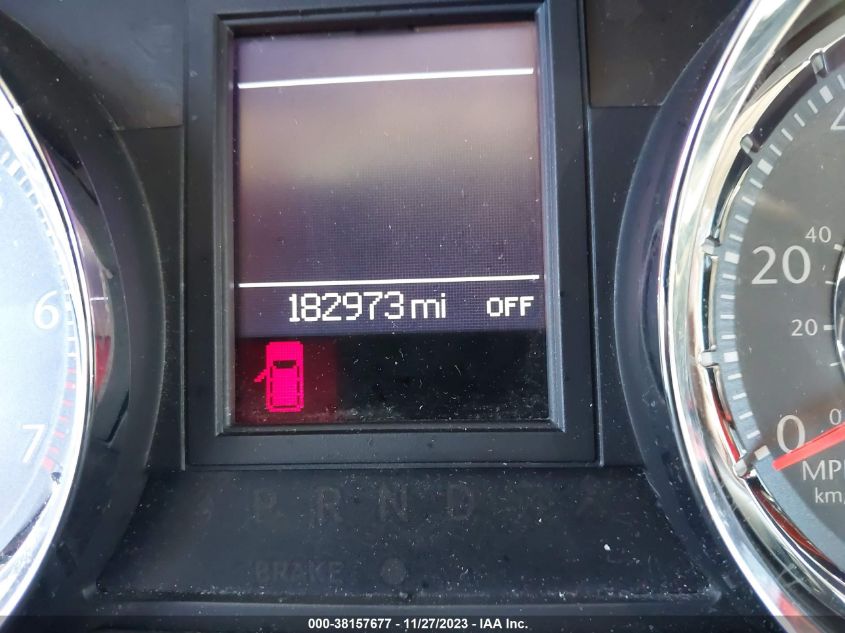 182973 mi OFF
6
7
40
20
20
0
0
MPH
km/
P R N D
BRAKE
000-38157677 - 11/27/2023 - IAA Inc.